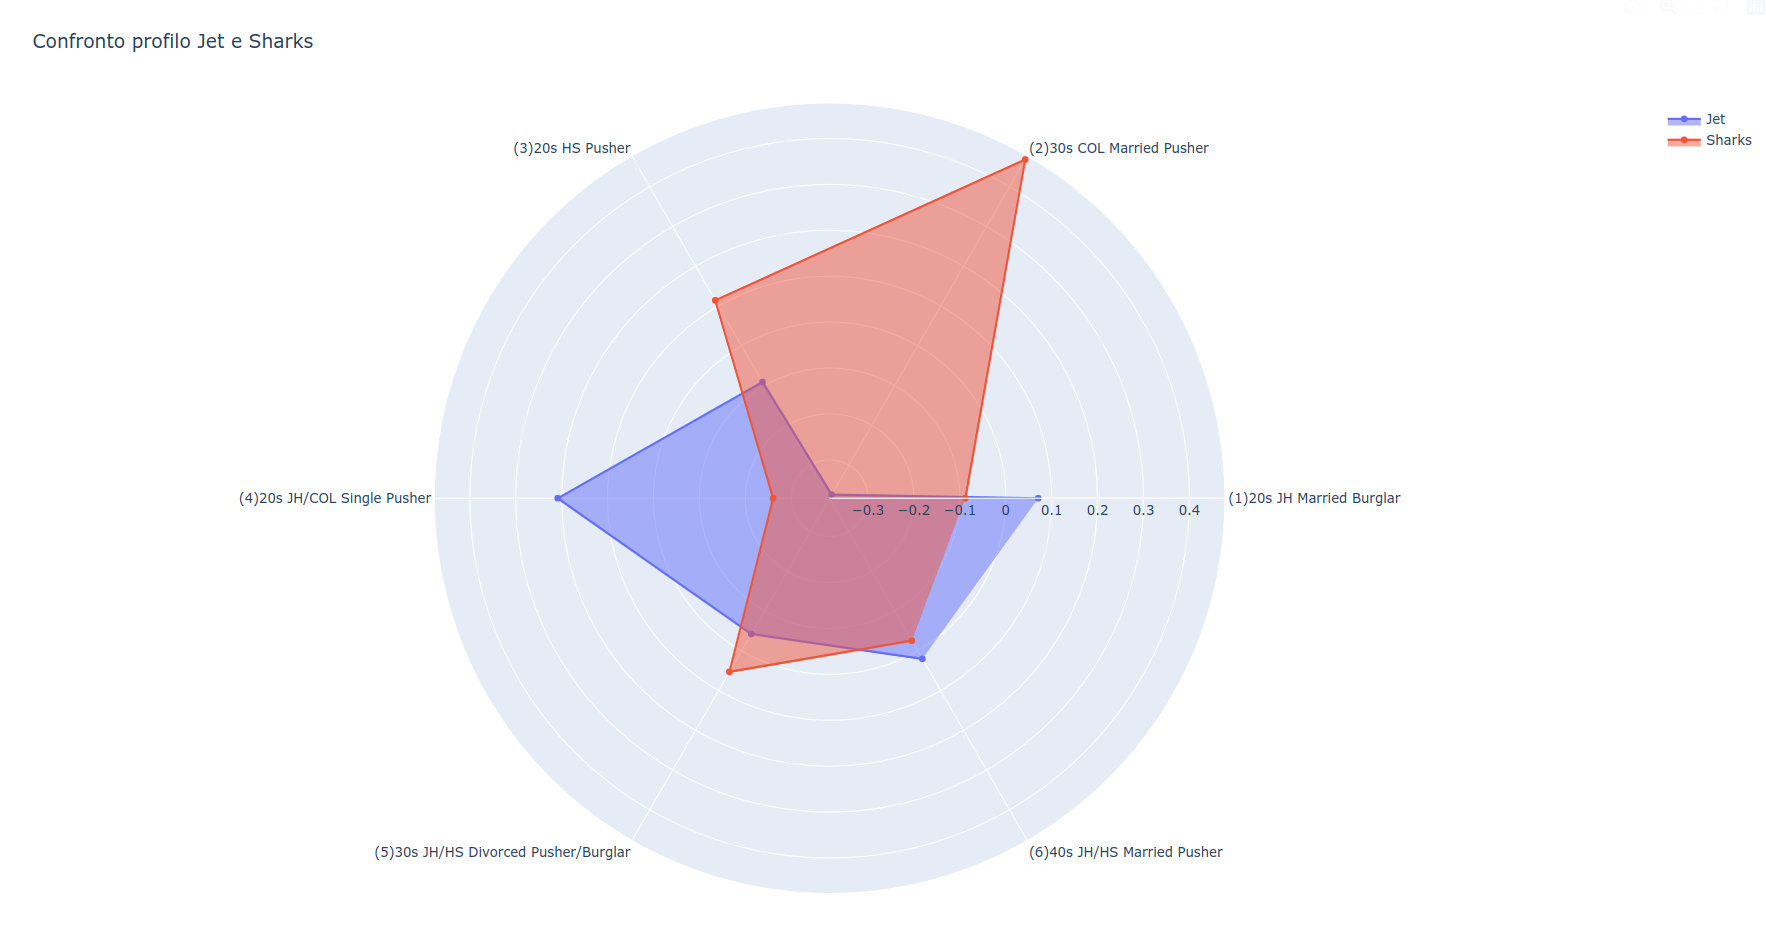 Confronto profilo Jet e Sharks
Jet
Sharks
(3)20s HS Pusher
(2)30s COL Married Pusher
(4)20s JH/COL Single Pusher
(1)20s JH Married Burglar
−0.3
−0.2
−0.1
0
0.1
0.2
0.3
0.4
(5)30s JH/HS Divorced Pusher/Burglar
(6)40s JH/HS Married Pusher